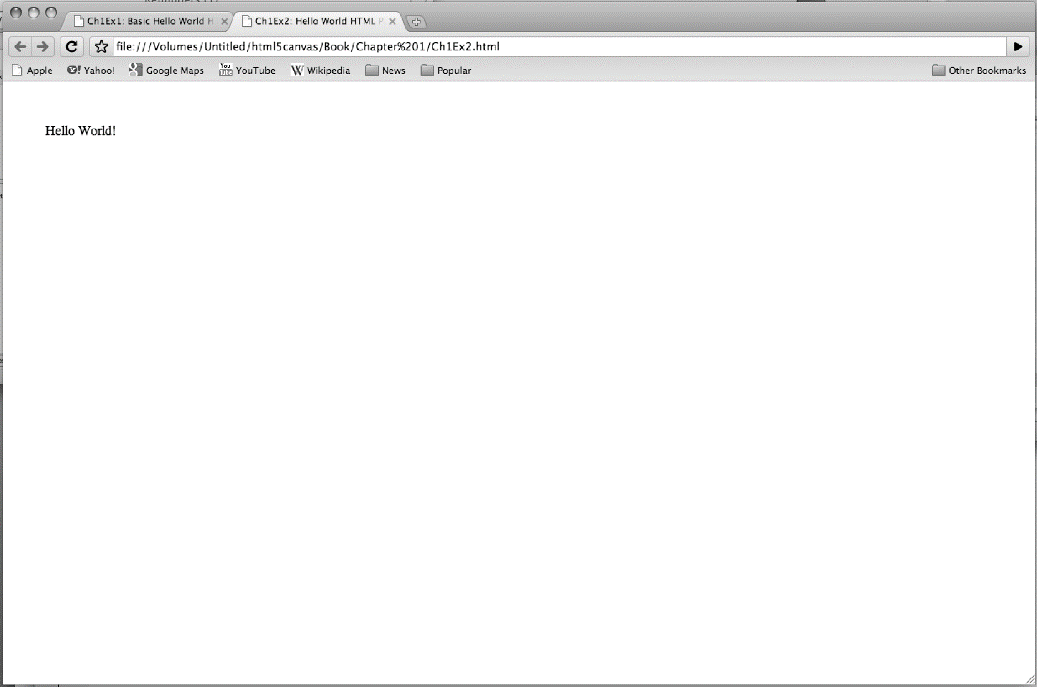 Ch1Ex1: Basic Hello World H
Ch1Ex2: Hello World HTML P
file:///Volumes/Untitled/html5canvas/Book/Chapter%201/Ch1Ex2.html
Apple Yahoo! Google Maps YouTube Wikipedia News Popular Other Bookmarks
Hello World!